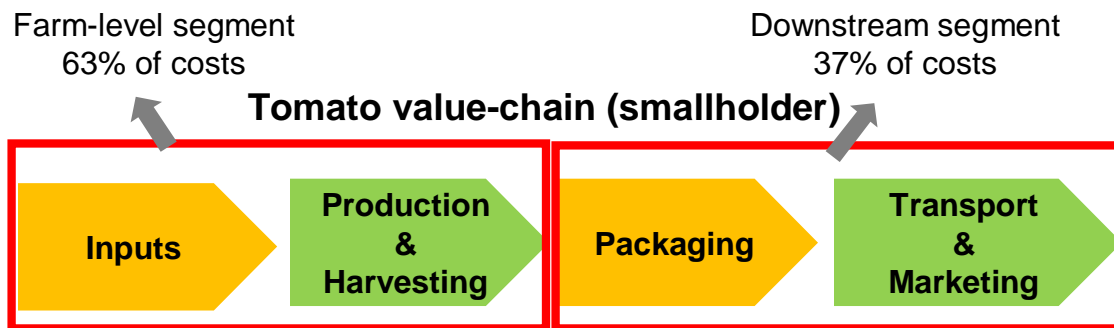 Farm-level segment
63% of costs
Downstream segment
37% of costs
Tomato value-chain (smallholder)
Inputs
Production
&
Harvesting
Packaging
Transport
&
Marketing